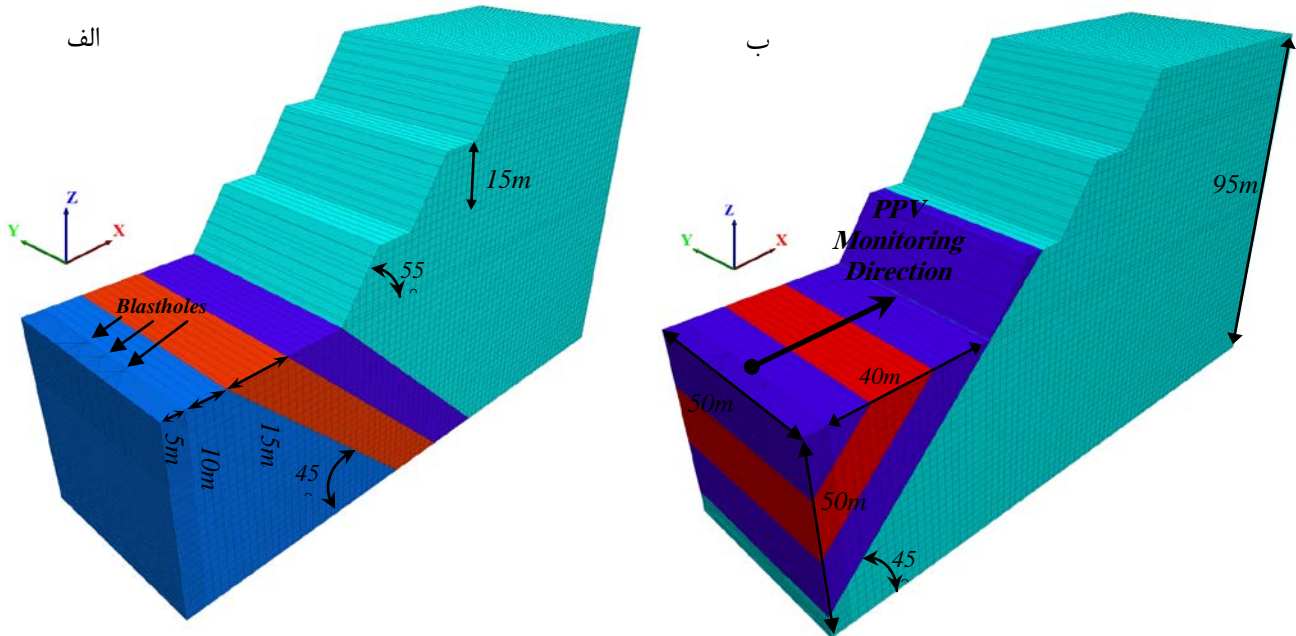 الف
Z
Y
X
Blastholes
15m
55°
5m
10m
15m
45°
ب
Z
Y
X
PPV
Monitoring
Direction
95m
40m
50m
50m
45°